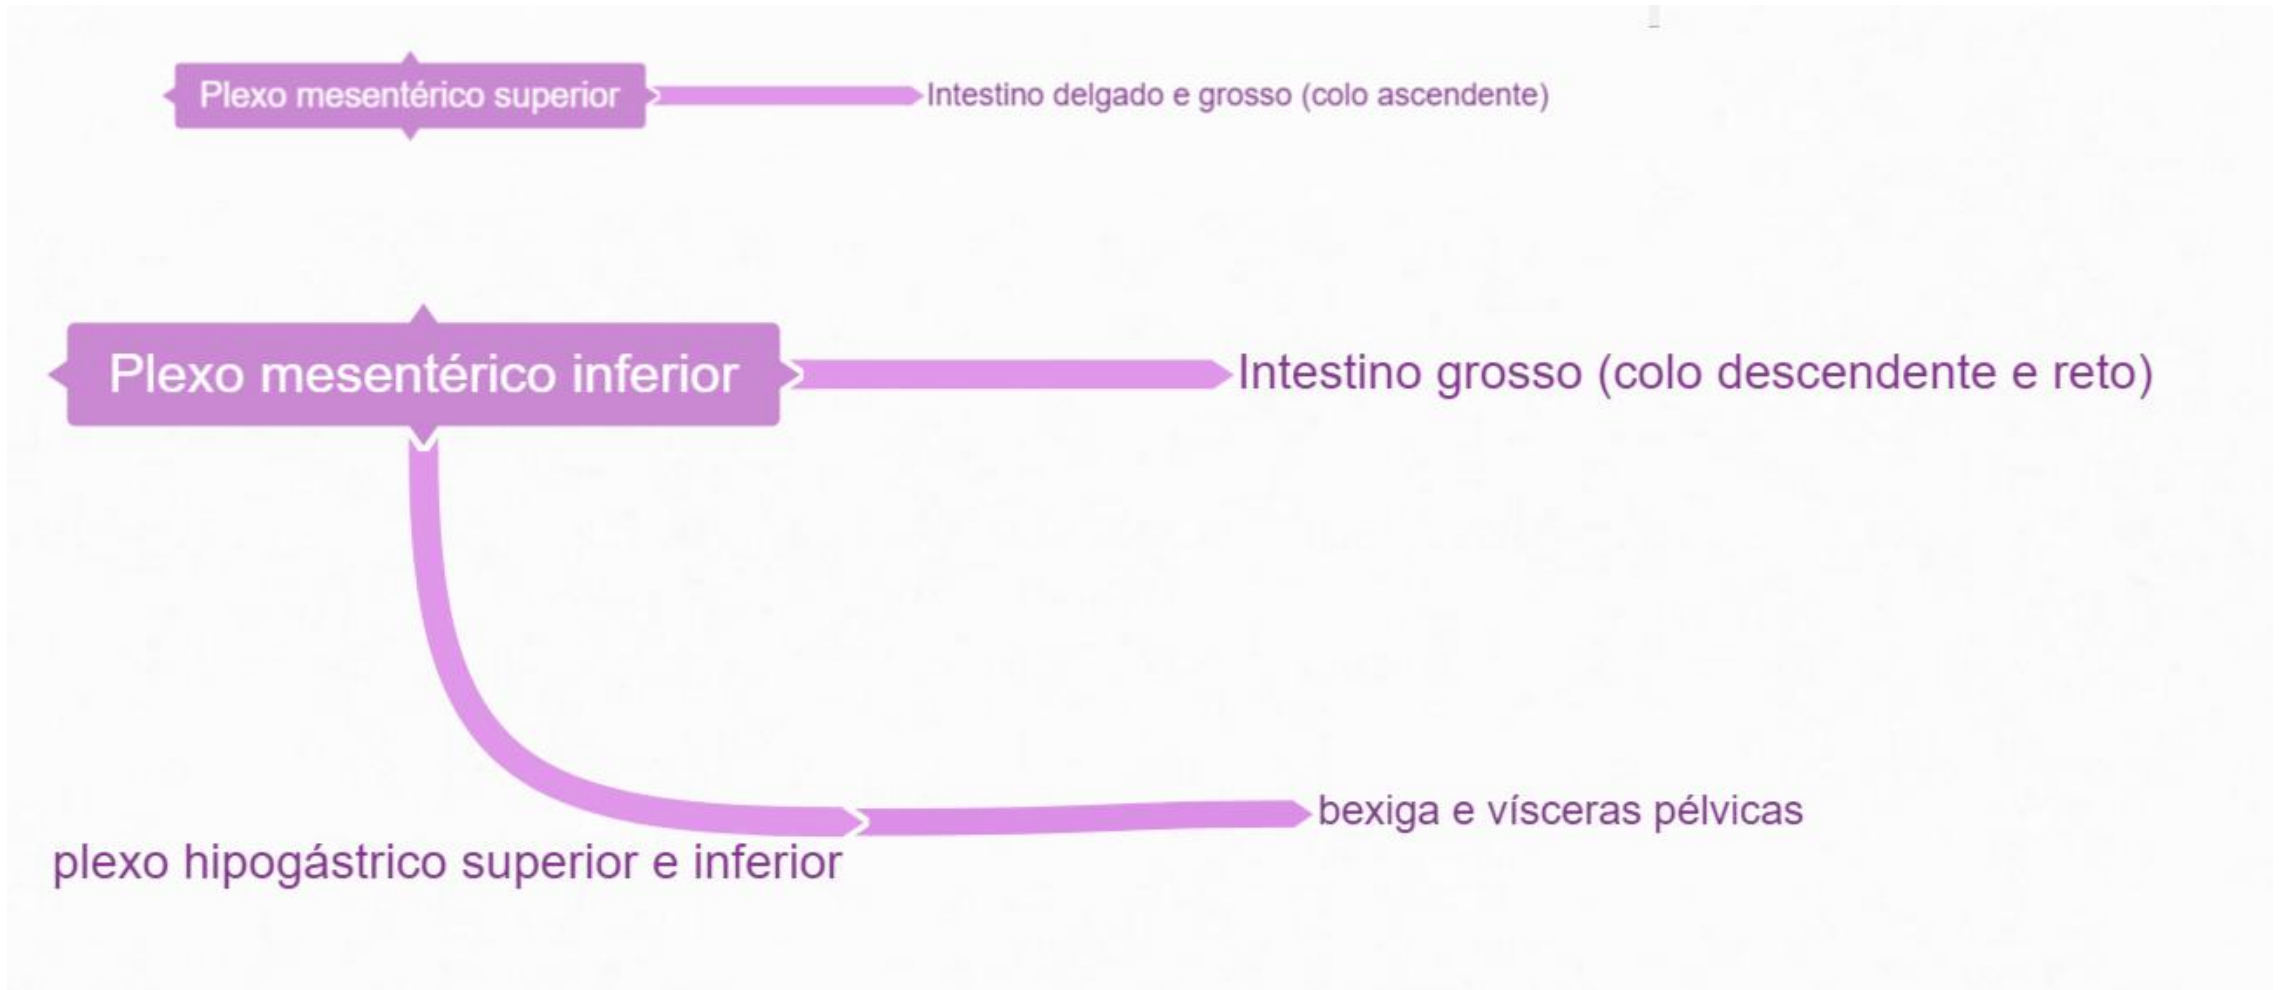 Plexo mesentérico superior
Intestino delgado e grosso (colo ascendente)
Plexo mesentérico inferior
Intestino grosso (colo descendente e reto)
bexiga e vísceras pélvicas
plexo hipogástrico superior e inferior